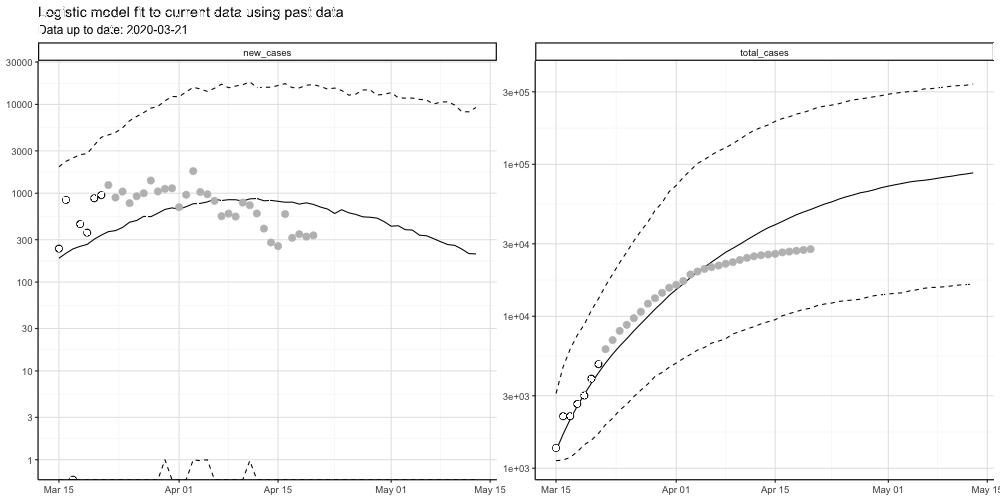 Logistic model fit to current data using past data
Data up to date: 2020-03-21
new_cases
total_cases
30000
10000
3000
1000
300
100
30
10
3
1
3e+05
1e+05
3e+04
1e+04
3e+03
1e+03
Mar 15
Apr 01
Apr 15
May 01
May 15
Mar 15
Apr 01
Apr 15
May 01
May 15